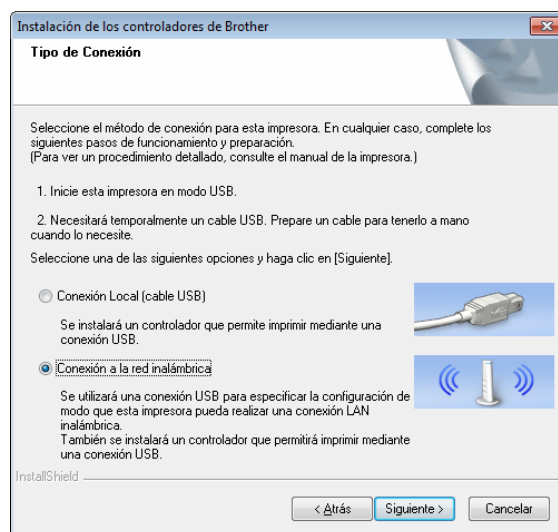 Instalación de los controladores de Brother
Tipo de Conexión
Seleccione el método de conexión para esta impresora. En cualquier caso, complete los
siguientes pasos de funcionamiento y preparación.
(Para ver un procedimiento detallado, consulte el manual de la impresora.)
1. Inicie esta impresora en modo USB.
2. Necesitará temporalmente un cable USB. Prepare un cable para tenerlo a mano
cuando lo necesite.
Seleccione una de las siguientes opciones y haga clic en [Siguiente].
Conexión Local (cable USB)
Se instalará un controlador que permite imprimir mediante una
conexión USB.
Conexión a la red inalámbrica
Se utilizará una conexión USB para especificar la configuración de
modo que esta impresora pueda realizar una conexión LAN
inalámbrica.
También se instalará un controlador que permitirá imprimir mediante
una conexión USB.
InstallShield
< Atrás Siguiente > Cancelar